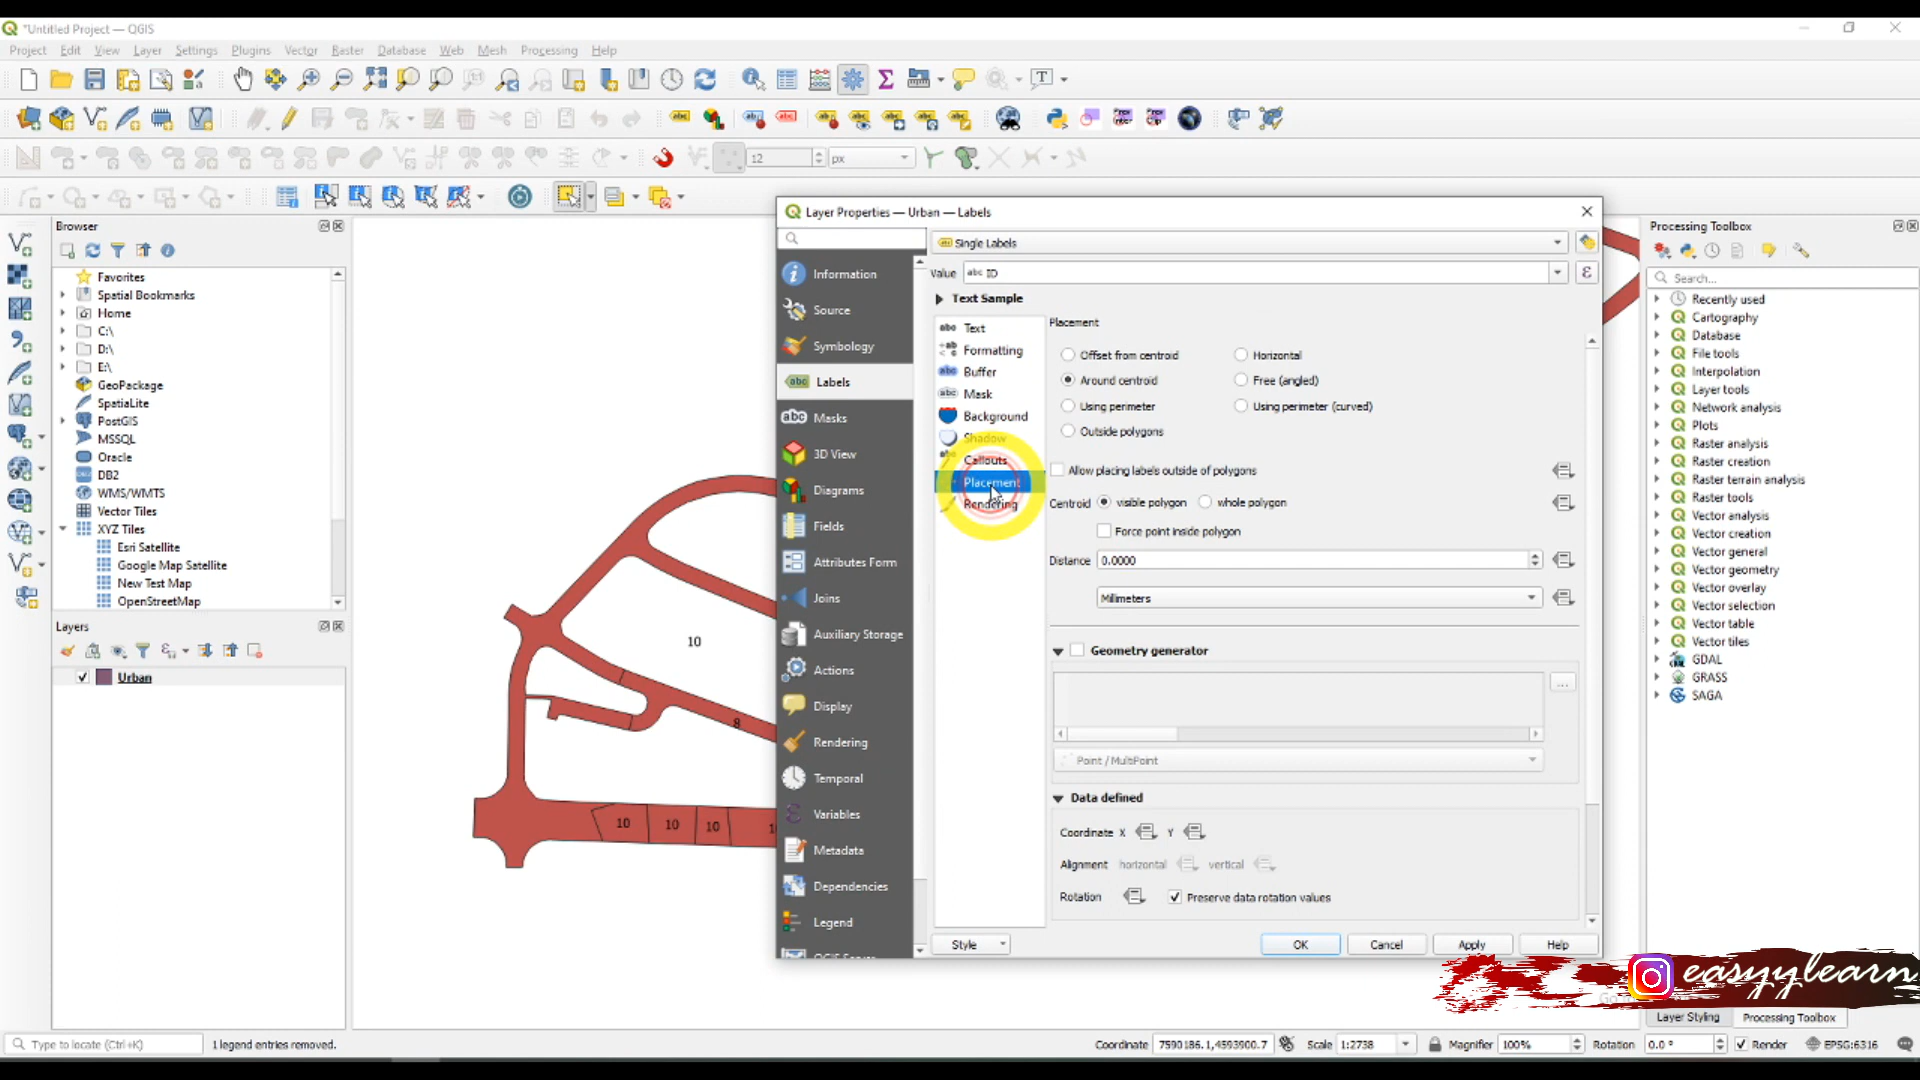 *Untitled Project — QGIS
Project Edit View Layer Settings Plugins Vector Raster Database Web Mesh Processing Help
12 px
Browser
Favorites
Spatial Bookmarks
Home
C:\
D:\
E:\
GeoPackage
SpatiaLite
PostGIS
MSSQL
Oracle
DB2
WMS/WMTS
Vector Tiles
XYZ Tiles
Esri Satellite
Google Map Satellite
New Test Map
OpenStreetMap
Layers
Urban
10
8
10 10 10 1
Layer Properties — Urban — Labels
Information
Source
Symbology
Labels
Masks
3D View
Diagrams
Fields
Attributes Form
Joins
Auxiliary Storage
Actions
Display
Rendering
Temporal
Variables
Metadata
Dependencies
Legend
QGIS Server
Single Labels
Value abc ID
Text Sample
Text
Formatting
Buffer
Mask
Background
Shadow
Callouts
Placement
Rendering
Placement
Offset from centroid Horizontal
Around centroid Free (angled)
Using perimeter Using perimeter (curved)
Outside polygons
Allow placing labels outside of polygons
Centroid visible polygon whole polygon
Force point inside polygon
Distance 0.0000
Millimeters
Geometry generator
...
Point / MultiPoint
Data defined
Coordinate X Y
Alignment horizontal vertical
Rotation Preserve data rotation values
Style OK Cancel Apply Help
Processing Toolbox
Search...
Recently used
Cartography
Database
File tools
Interpolation
Layer tools
Network analysis
Plots
Raster analysis
Raster creation
Raster terrain analysis
Raster tools
Vector analysis
Vector creation
Vector general
Vector geometry
Vector overlay
Vector selection
Vector table
Vector tiles
GDAL
GRASS
SAGA
easyylearn
Layer Styling Processing Toolbox
Type to locate (Ctrl+K) 1 legend entries removed. Coordinate 7590186.1,4593900.7 Scale 1:2738 Magnifier 100% Rotation 0.0 ° Render EPSG:6316